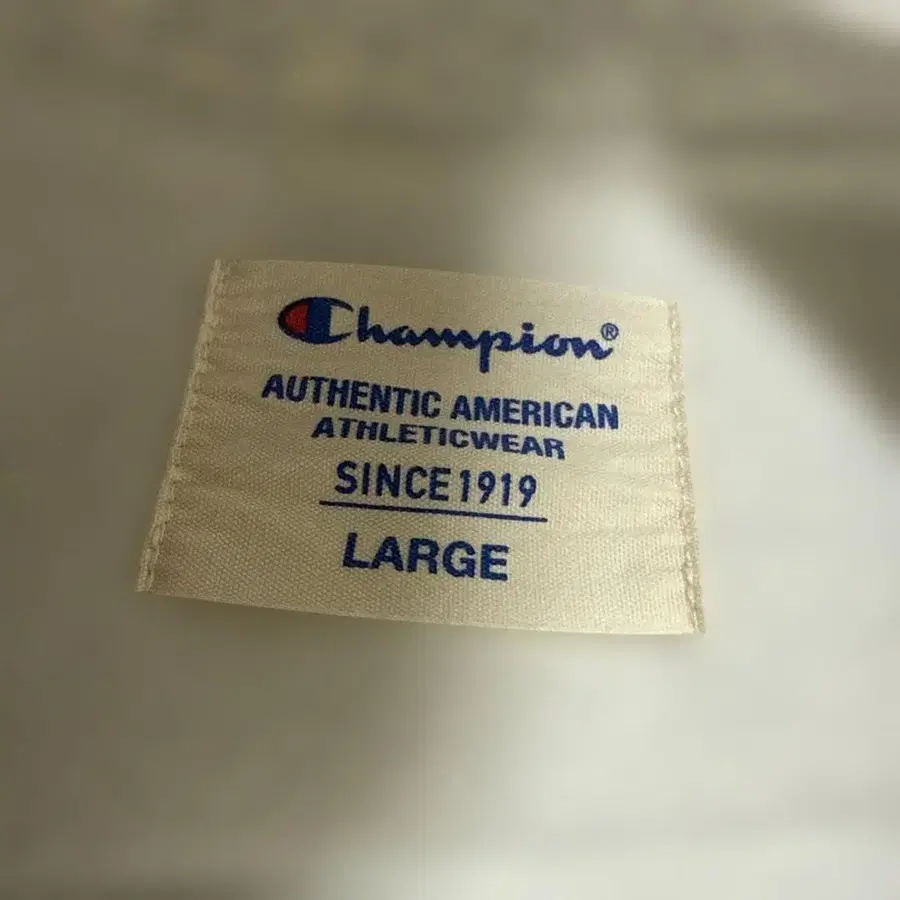 Champion®
AUTHENTIC AMERICAN
ATHLETICWEAR
SINCE 1919
LARGE